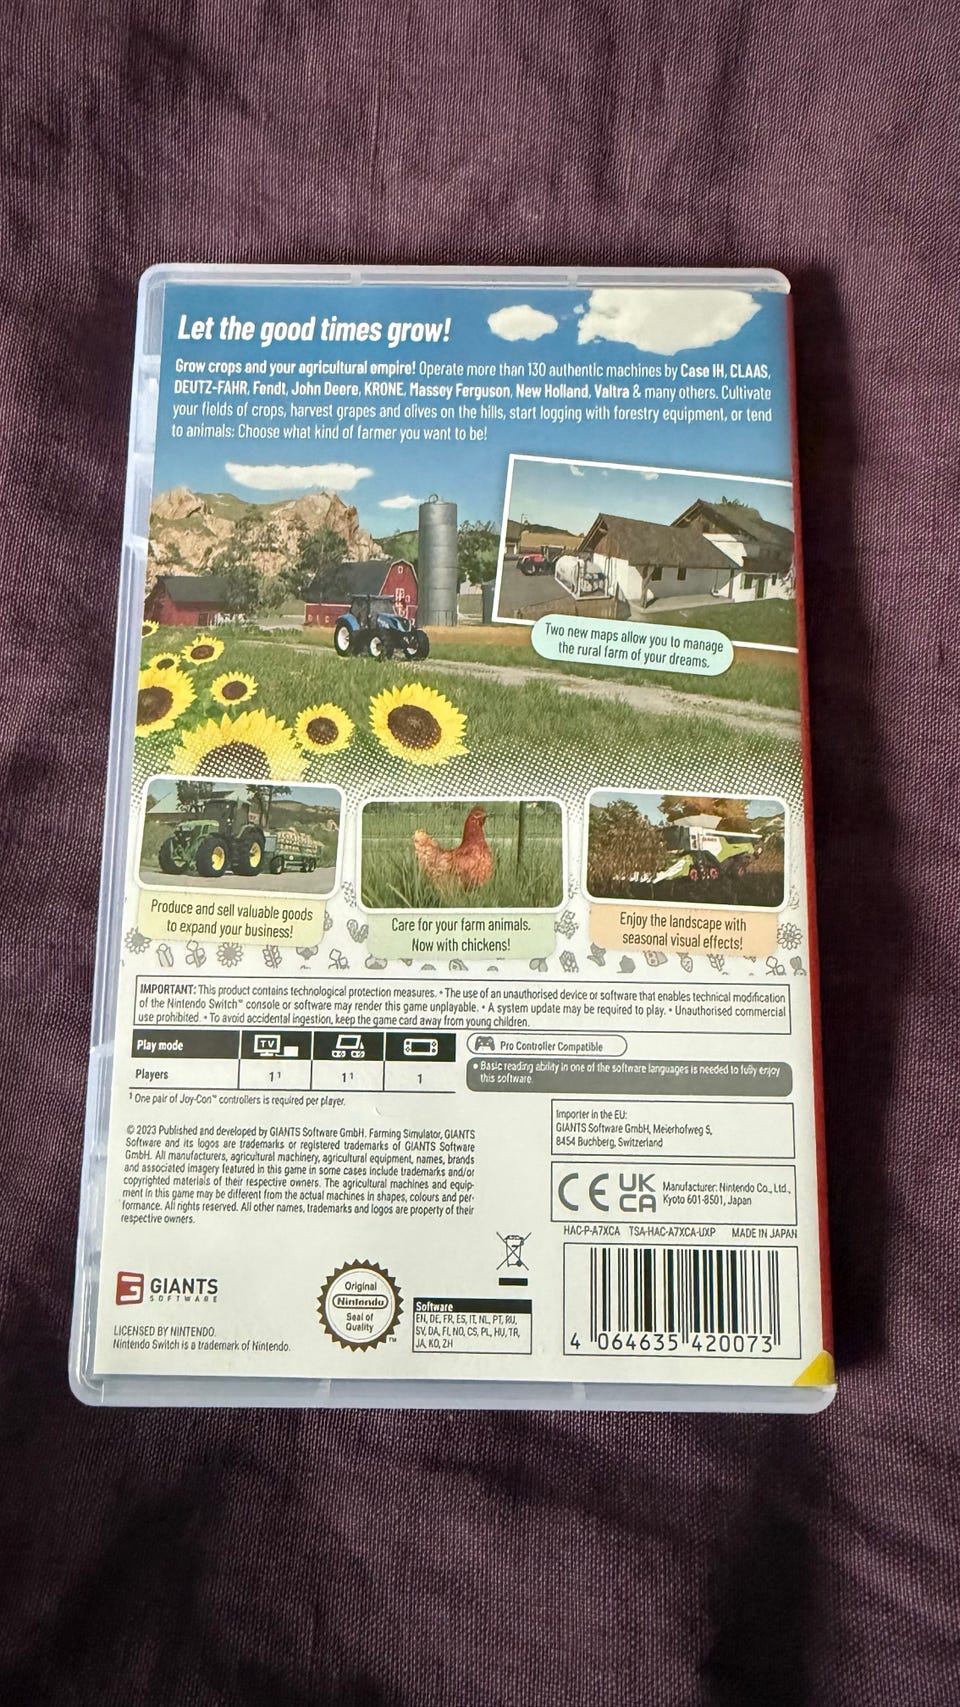 Let the good times grow!
Grow crops and your agricultural empire! Operate more than 130 authentic machines by Case IH, CLAAS,
DEUTZ-FAHR, Fendt, John Deere, KRONE, Massey Ferguson, New Holland, Valtra & many others. Cultivate
your fields of crops, harvest grapes and olives on the hills, start logging with forestry equipment, or tend
to animals: Choose what kind of farmer you want to be!
Two new maps allow you to manage
the rural farm of your dreams.
Produce and sell valuable goods
to expand your business!
Care for your farm animals.
Now with chickens!
Enjoy the landscape with
seasonal visual effects!
IMPORTANT: This product contains technological protection measures. • The use of an unauthorised device or software that enables technical modification
of the Nintendo Switch™ console or software may render this game unplayable. • A system update may be required to play. • Unauthorised commercial
use prohibited. • To avoid accidental ingestion, keep the game card away from young children.
Play mode
TV
Players
1¹
1¹
1
Pro Controller Compatible
• Basic reading ability in one of the software languages is needed to fully enjoy
this software.
¹ One pair of Joy-Con™ controllers is required per player.
© 2023 Published and developed by GIANTS Software GmbH. Farming Simulator, GIANTS
Software and its logos are trademarks or registered trademarks of GIANTS Software
GmbH. All manufacturers, agricultural machinery, agricultural equipment, names, brands
and associated imagery featured in this game in some cases include trademarks and/or
copyrighted materials of their respective owners. The agricultural machines and equip-
ment in this game may be different from the actual machines in shapes, colours and per-
formance. All rights reserved. All other names, trademarks and logos are property of their
respective owners.
Importer in the EU:
GIANTS Software GmbH, Meierhofweg 5,
8454 Buchberg, Switzerland
CE UK
CA
Manufacturer: Nintendo Co., Ltd.,
Kyoto 601-8501, Japan
HAC-P-A7XCA TSA-HAC-A7XCA-UXP MADE IN JAPAN
GIANTS
SOFTWARE
LICENSED BY NINTENDO.
Nintendo Switch is a trademark of Nintendo.
Original
Nintendo
Seal of
Quality
TM
Software
EN, DE, FR, ES, IT, NL, PT, RU,
SV, DA, FI, NO, CS, PL, HU, TR,
JA, KO, ZH
4 064635 420073